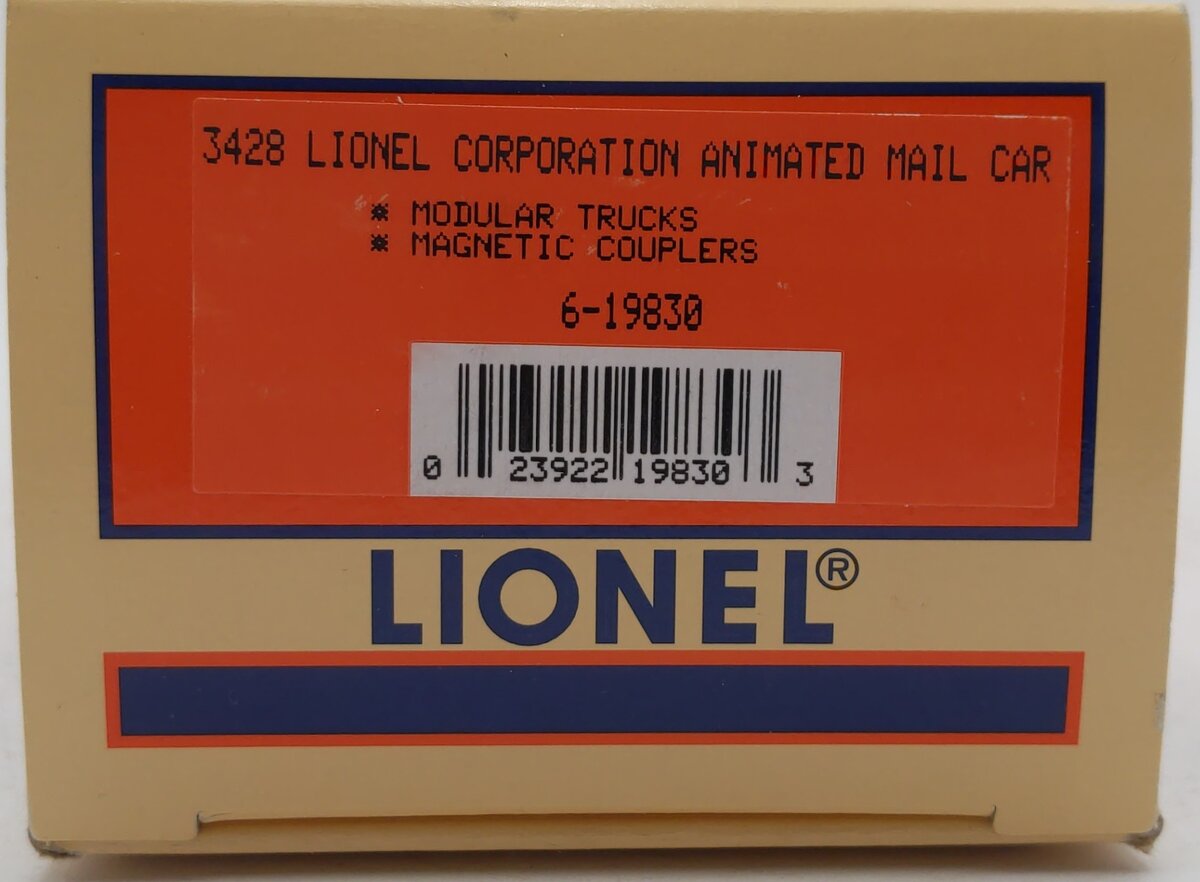 3428 LIONEL CORPORATION ANIMATED MAIL CAR
* MODULAR TRUCKS
* MAGNETIC COUPLERS
6-19830
0 23922 19830 3
LIONEL®